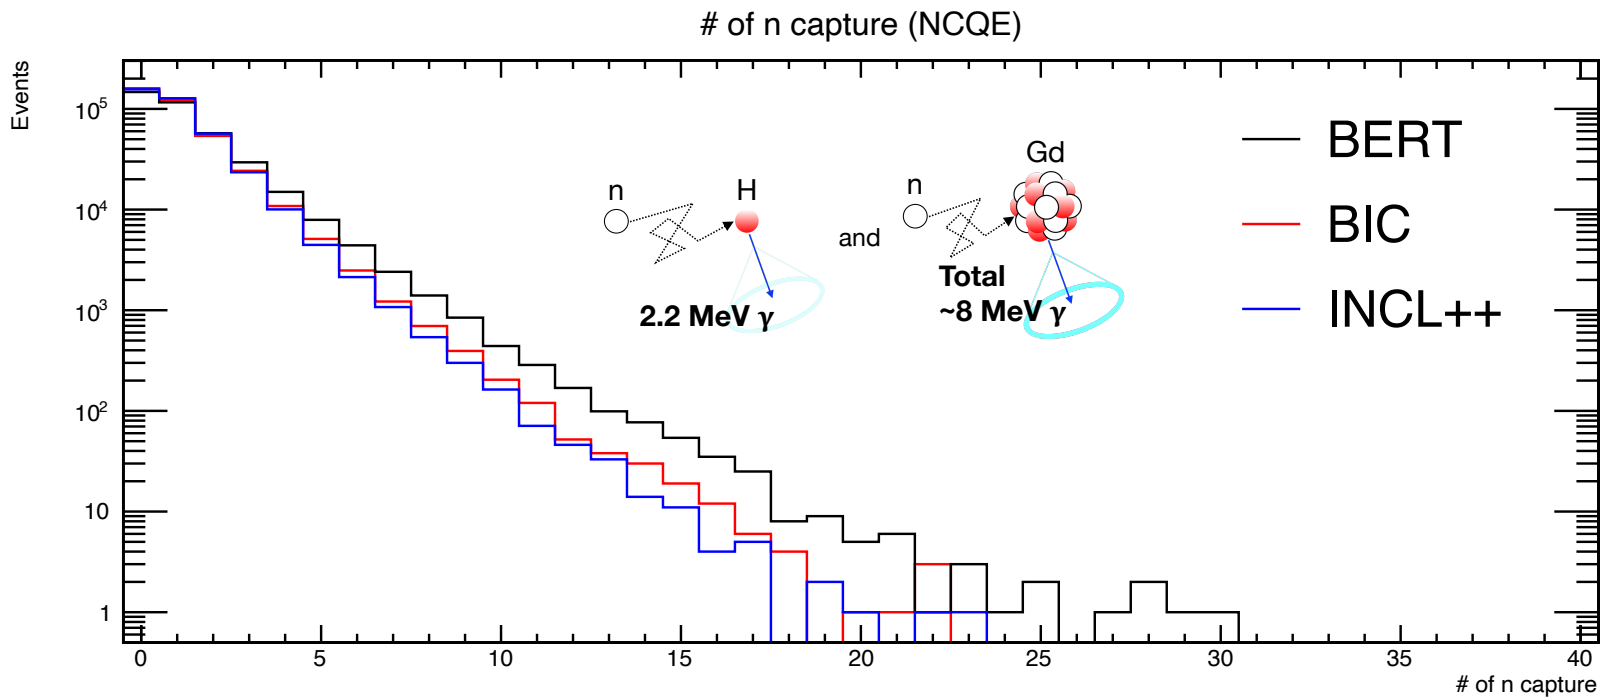 # of n capture (NCQE)
Events
10^5
10^4
10^3
10^2
10
1
n
H
2.2 MeV γ
and
n
Gd
Total
~8 MeV γ
BERT
BIC
INCL++
0 5 10 15 20 25 30 35 40
# of n capture